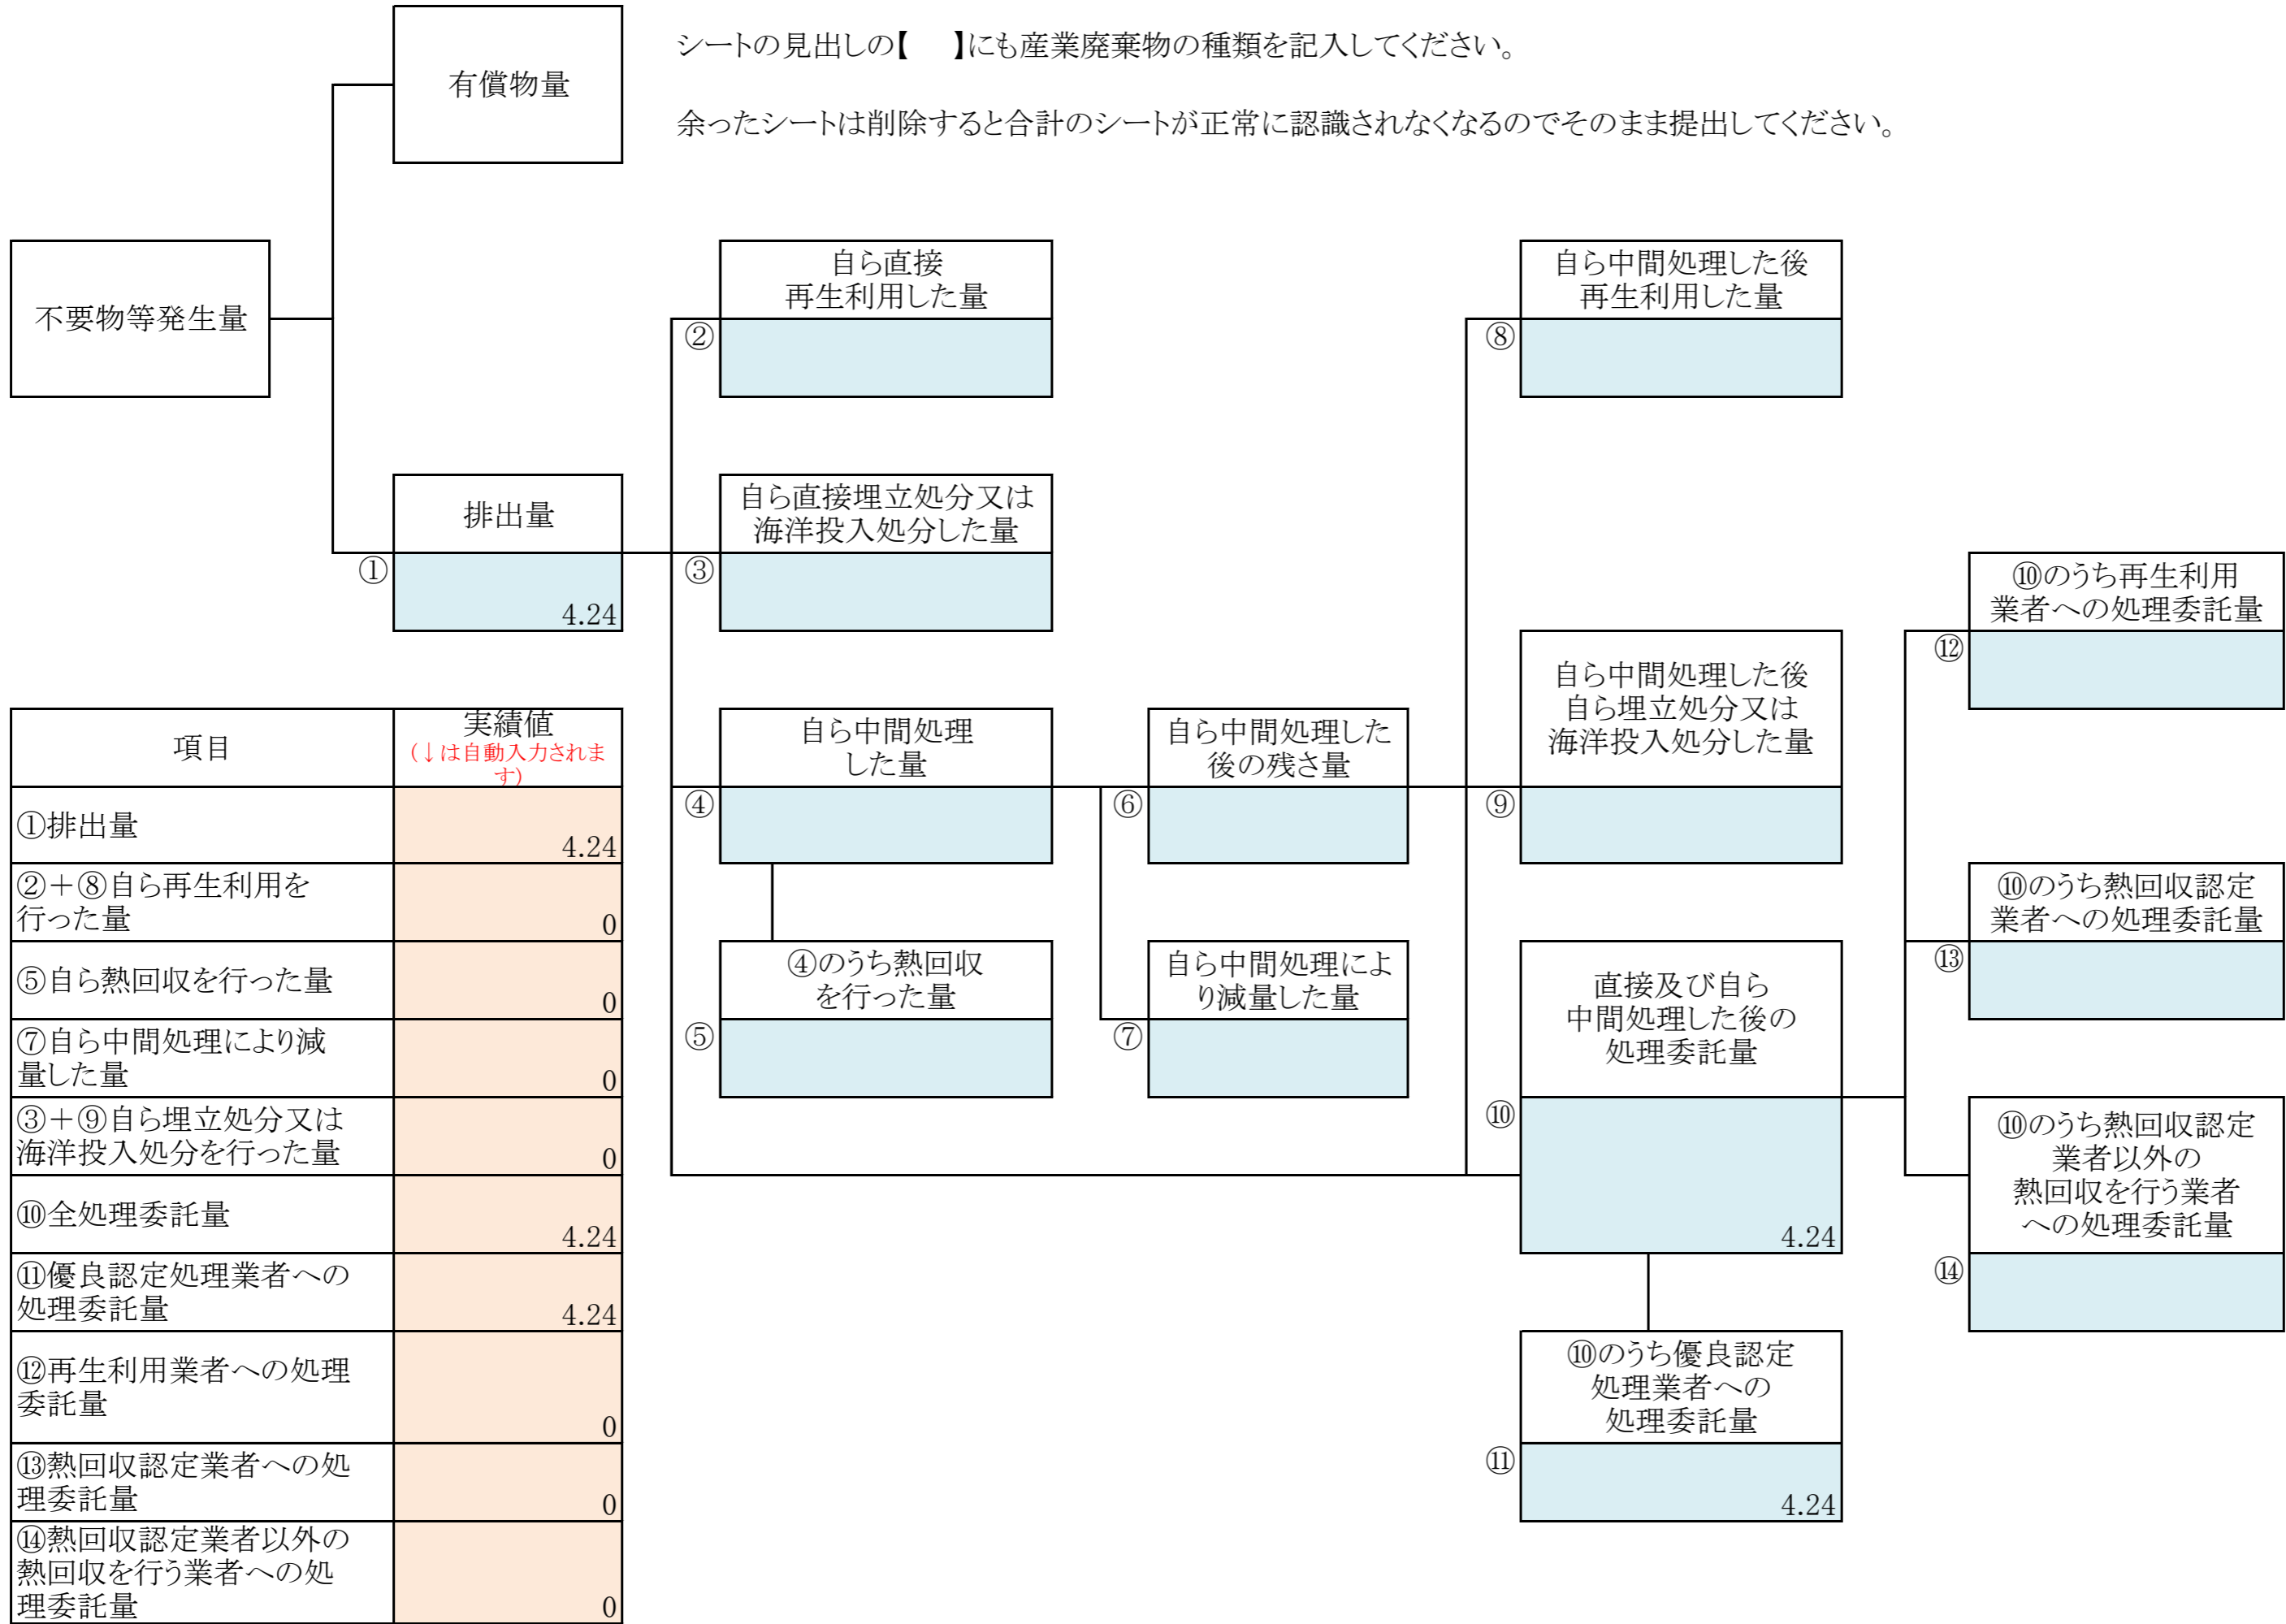 シートの見出しの【　】にも産業廃棄物の種類を記入してください。
余ったシートは削除すると合計のシートが正常に認識されなくなるのでそのまま提出してください。
有償物量
不要物等発生量
自ら直接
再生利用した量
②
自ら中間処理した後
再生利用した量
⑧
排出量
①
4.24
自ら直接埋立処分又は
海洋投入処分した量
③
⑩のうち再生利用
業者への処理委託量
⑫
自ら中間処理した後
自ら埋立処分又は
海洋投入処分した量
⑨
自ら中間処理
した量
④
自ら中間処理した
後の残さ量
⑥
⑩のうち熱回収認定
業者への処理委託量
⑬
④のうち熱回収
を行った量
⑤
自ら中間処理によ
り減量した量
⑦
直接及び自ら
中間処理した後の
処理委託量
⑩
4.24
⑩のうち熱回収認定
業者以外の
熱回収を行う業者
への処理委託量
⑭
⑩のうち優良認定
処理業者への
処理委託量
⑪
4.24
項目
実績値
(↓は自動入力されま
す)
①排出量
4.24
②＋⑧自ら再生利用を
行った量
0
⑤自ら熱回収を行った量
0
⑦自ら中間処理により減
量した量
0
③＋⑨自ら埋立処分又は
海洋投入処分を行った量
0
⑩全処理委託量
4.24
⑪優良認定処理業者への
処理委託量
4.24
⑫再生利用業者への処理
委託量
0
⑬熱回収認定業者への処
理委託量
0
⑭熱回収認定業者以外の
熱回収を行う業者への処
理委託量
0